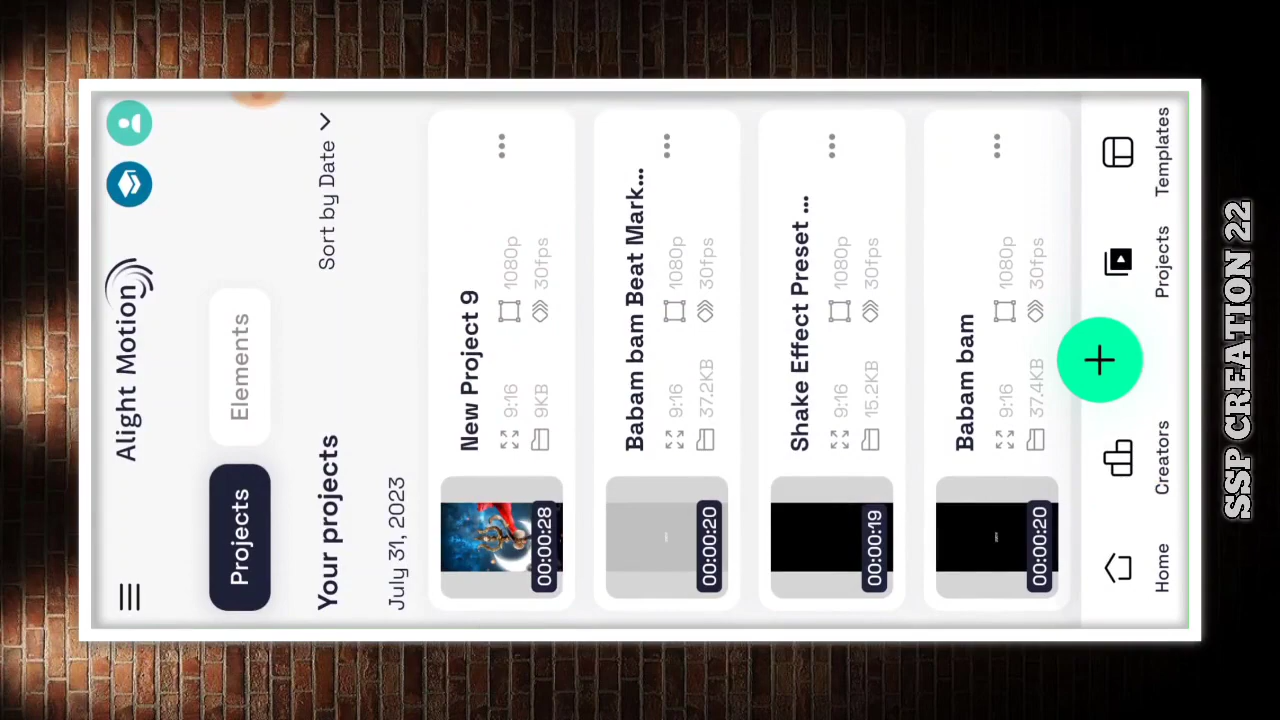 Alight Motion
Projects
Elements
Your projects
Sort by Date
July 31, 2023
New Project 9
9:16
1080p
9KB
30fps
00:00:28
Babam bam Beat Mark...
9:16
1080p
37.2KB
30fps
00:00:20
Shake Effect Preset ...
9:16
1080p
15.2KB
30fps
00:00:19
Babam bam
9:16
1080p
37.4KB
30fps
00:00:20
Home
Creators
Projects
Templates
SSP CREATION 22